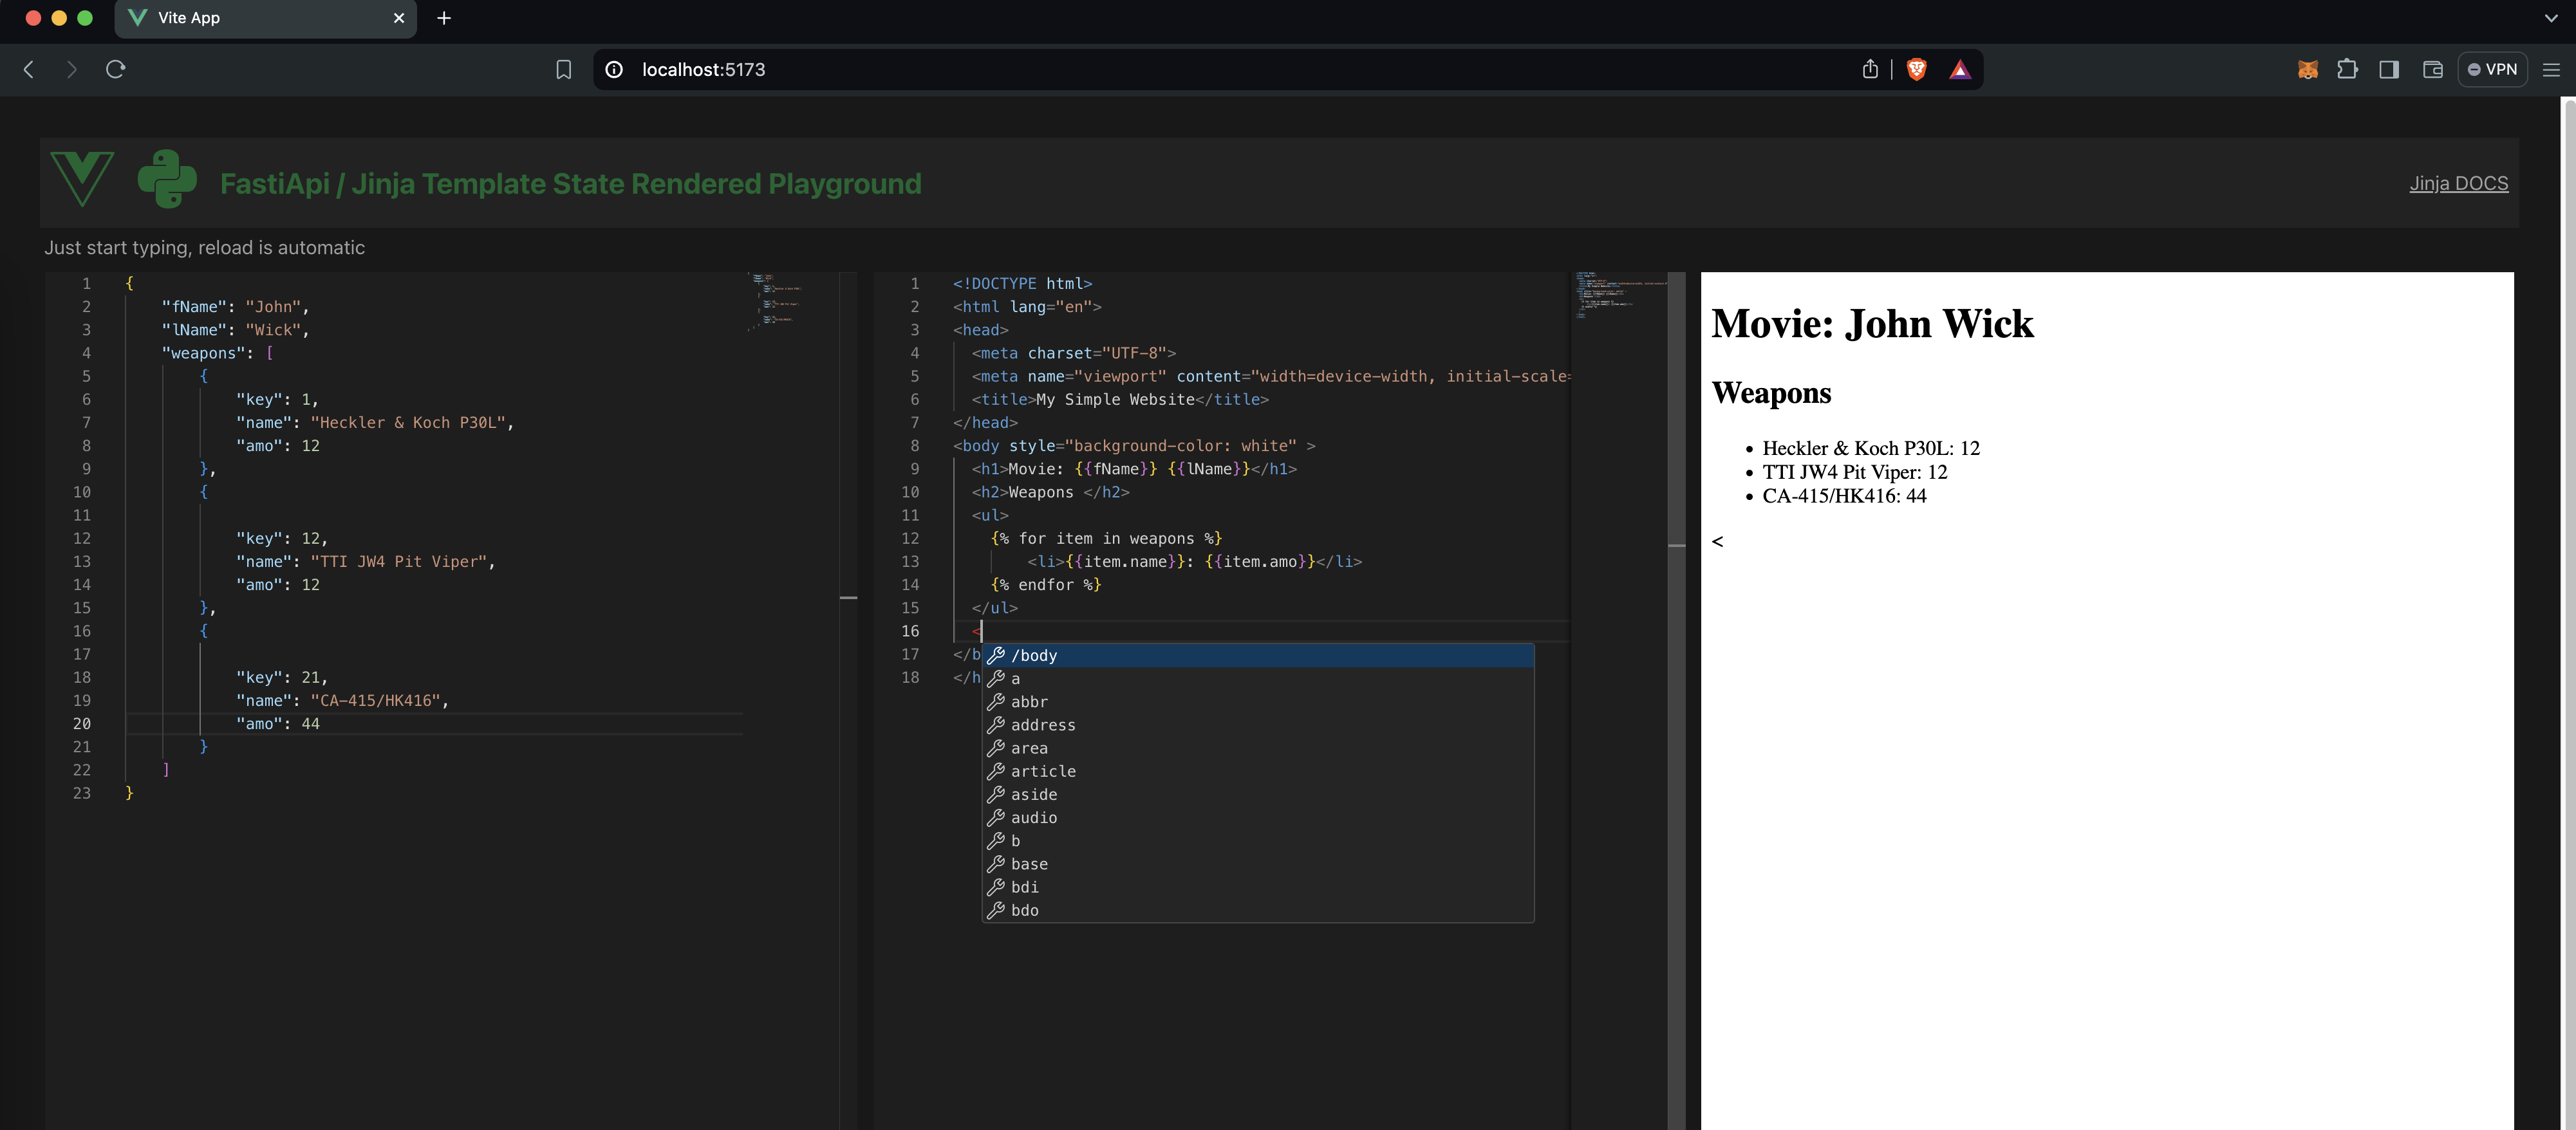 Vite App
localhost:5173
VPN
FastiApi / Jinja Template State Rendered Playground
Jinja DOCS
Just start typing, reload is automatic
1 {
2 "fName": "John",
3 "lName": "Wick",
4 "weapons": [
5 {
6 "key": 1,
7 "name": "Heckler & Koch P30L",
8 "amo": 12
9 },
10 {
11
12 "key": 12,
13 "name": "TTI JW4 Pit Viper",
14 "amo": 12
15 },
16 {
17
18 "key": 21,
19 "name": "CA-415/HK416",
20 "amo": 44
21 }
22 ]
23 }
1 <!DOCTYPE html>
2 <html lang="en">
3 <head>
4 <meta charset="UTF-8">
5 <meta name="viewport" content="width=device-width, initial-scale=
6 <title>My Simple Website</title>
7 </head>
8 <body style="background-color: white" >
9 <h1>Movie: {{fName}} {{lName}}</h1>
10 <h2>Weapons </h2>
11 <ul>
12 {% for item in weapons %}
13 <li>{{item.name}}: {{item.amo}}</li>
14 {% endfor %}
15 </ul>
16 <
17 </b
18 </h
/body
a
abbr
address
area
article
aside
audio
b
base
bdi
bdo
Movie: John Wick
Weapons
• Heckler & Koch P30L: 12
• TTI JW4 Pit Viper: 12
• CA-415/HK416: 44
<